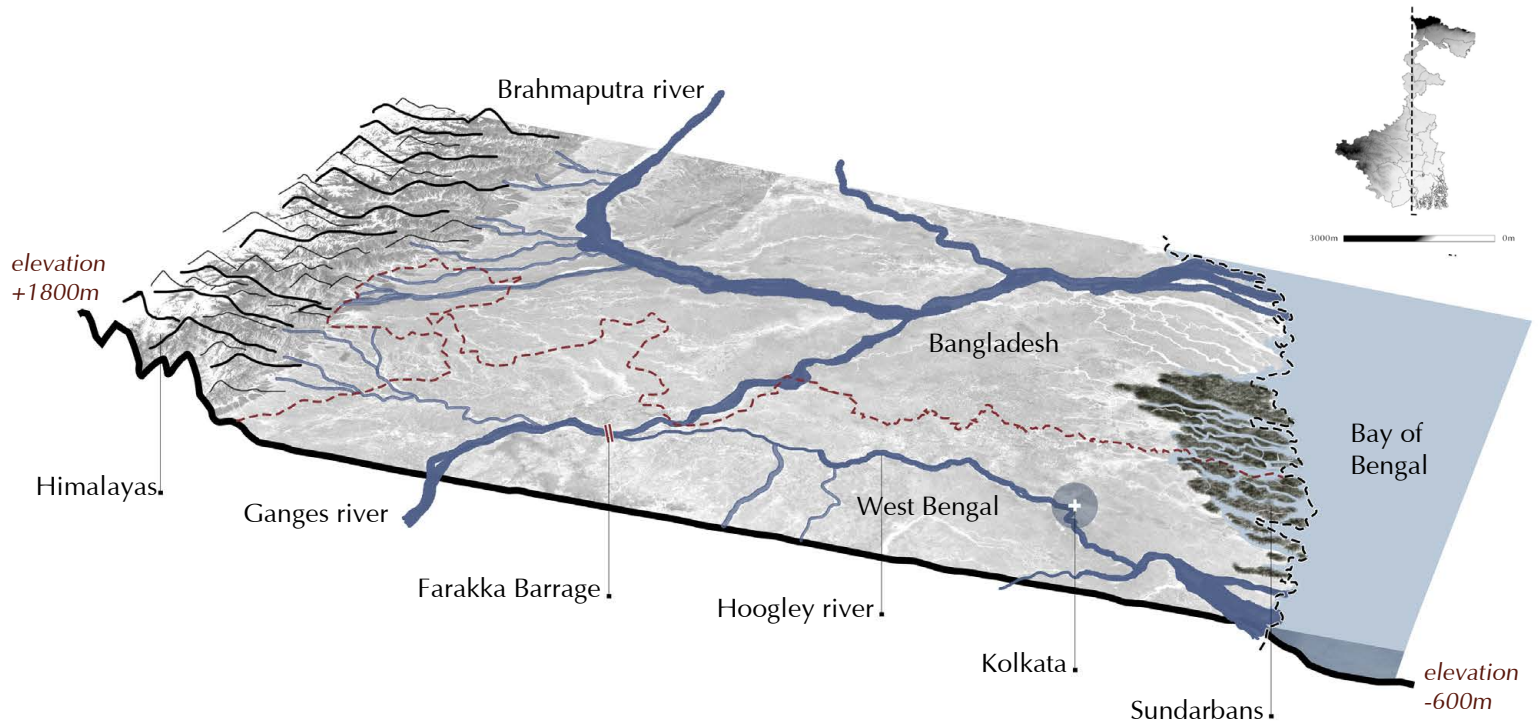 Brahmaputra river
3000m
0m
elevation
+1800m
Bangladesh
Bay of
Bengal
Himalayas
Ganges river
West Bengal
Farakka Barrage
Hoogley river
Kolkata
elevation
-600m
Sundarbans